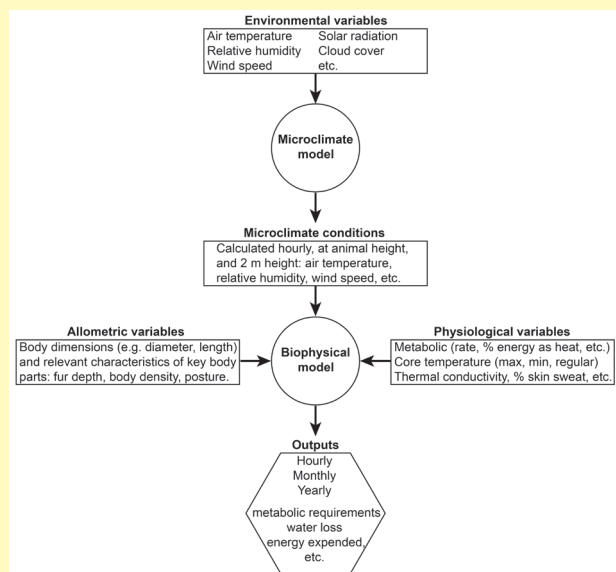 Environmental variables
Air temperature Solar radiation
Relative humidity Cloud cover
Wind speed etc.
Microclimate
model
Microclimate conditions
Calculated hourly, at animal height,
and 2 m height: air temperature,
relative humidity, wind speed, etc.
Allometric variables
Body dimensions (e.g. diameter, length)
and relevant characteristics of key body
parts: fur depth, body density, posture.
Biophysical
model
Physiological variables
Metabolic (rate, % energy as heat, etc.)
Core temperature (max, min, regular)
Thermal conductivity, % skin sweat, etc.
Outputs
Hourly
Monthly
Yearly
metabolic requirements
water loss
energy expended,
etc.